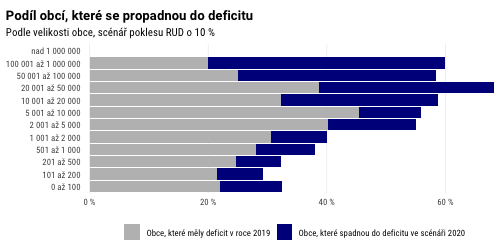 Podíl obcí, které se propadnou do deficitu
Podle velikosti obce, scénář poklesu RUD o 10 %
nad 1 000 000
100 001 až 1 000 000
50 001 až 100 000
20 001 až 50 000
10 001 až 20 000
5 001 až 10 000
2 001 až 5 000
1 001 až 2 000
501 až 1 000
201 až 500
101 až 200
0 až 100
0 % 20 % 40 % 60 %
Obce, které měly deficit v roce 2019 Obce, které spadnou do deficitu ve scénáři 2020